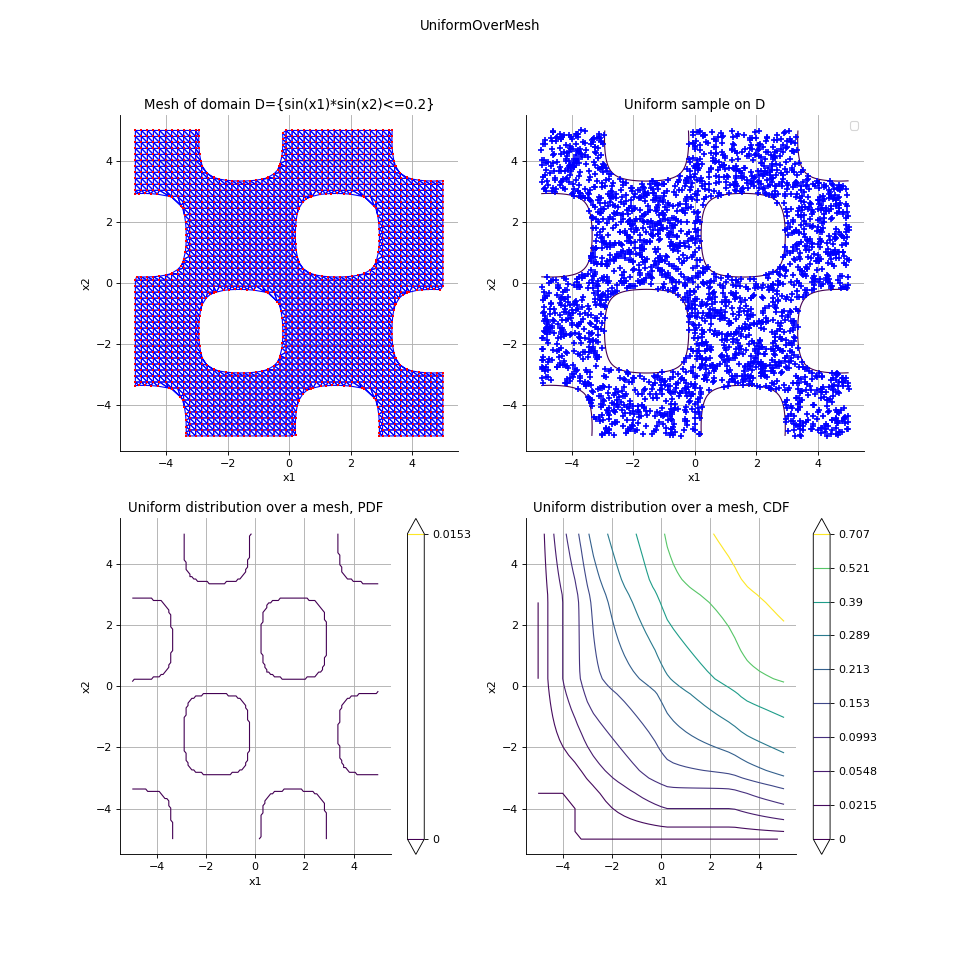 UniformOverMesh
Mesh of domain D={sin(x1)*sin(x2)<=0.2}
x2
4
2
0
−2
−4
−4 −2 0 2 4
x1
Uniform sample on D
x2
4
2
0
−2
−4
−4 −2 0 2 4
x1
Uniform distribution over a mesh, PDF
x2
4
2
0
−2
−4
−4 −2 0 2 4
x1
0.0153
0
Uniform distribution over a mesh, CDF
x2
4
2
0
−2
−4
−4 −2 0 2 4
x1
0.707
0.521
0.39
0.289
0.213
0.153
0.0993
0.0548
0.0215
0